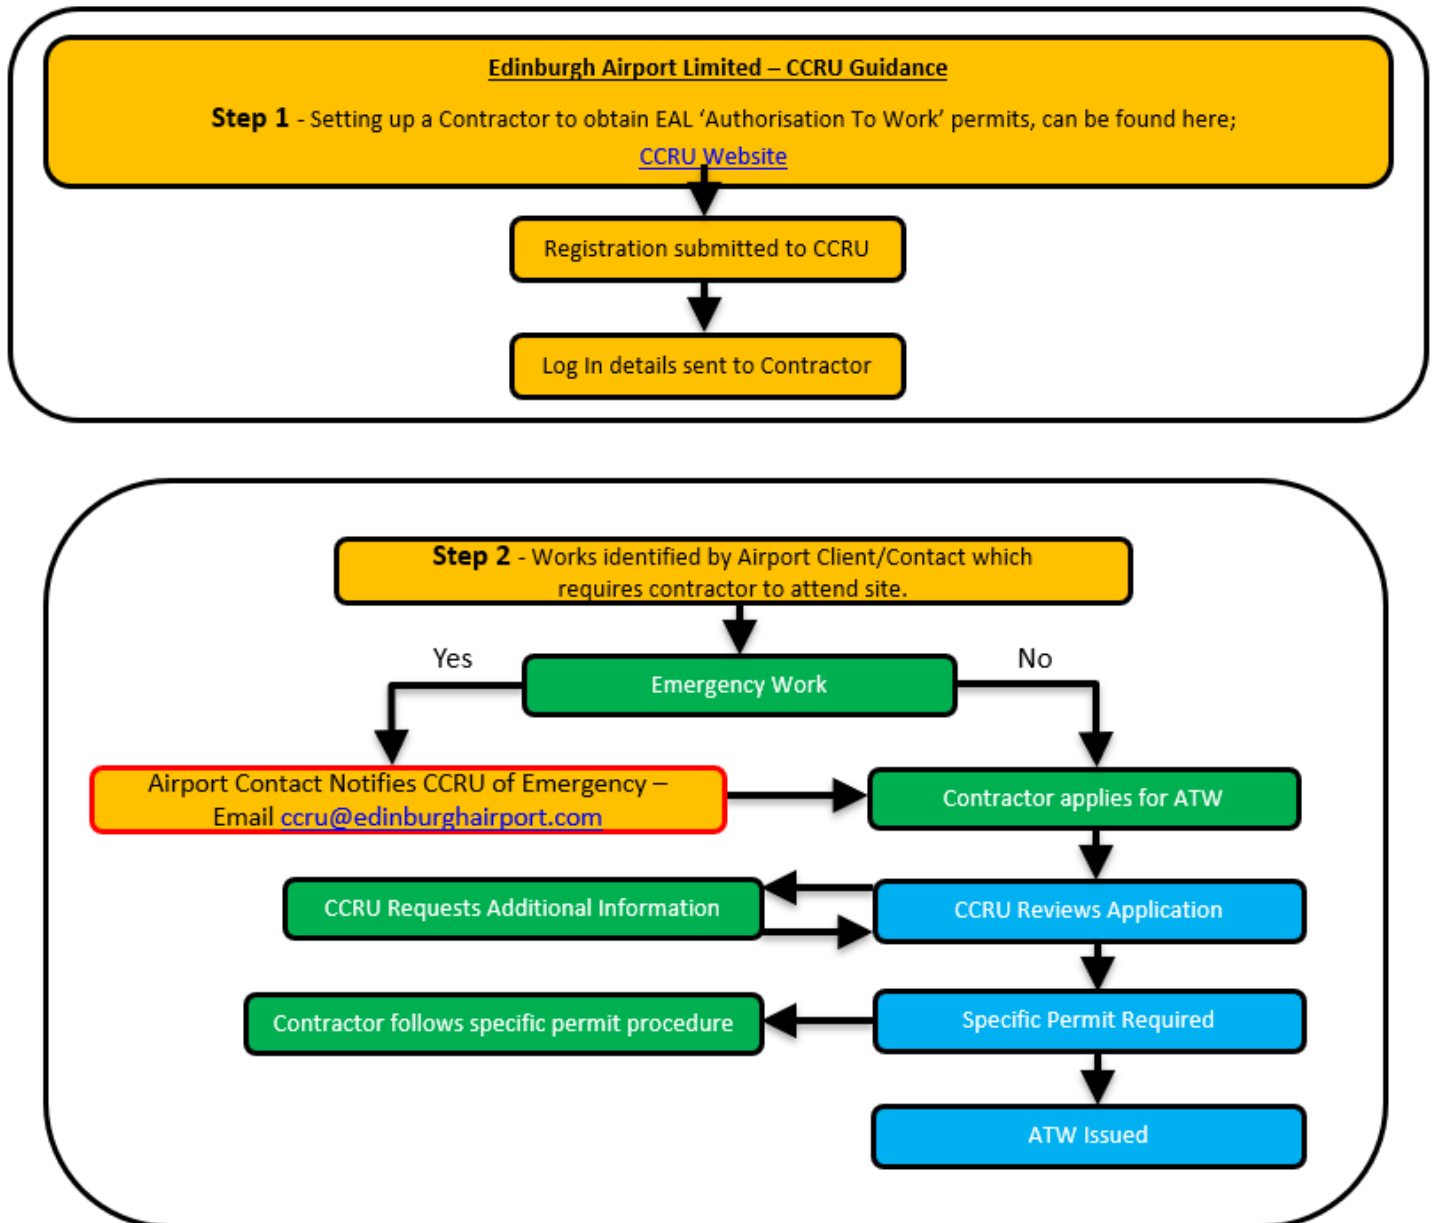 Edinburgh Airport Limited – CCRU Guidance
Step 1 - Setting up a Contractor to obtain EAL ‘Authorisation To Work’ permits, can be found here;
CCRU Website
Registration submitted to CCRU
Log In details sent to Contractor
Step 2 - Works identified by Airport Client/Contact which
requires contractor to attend site.
Yes
No
Emergency Work
Airport Contact Notifies CCRU of Emergency –
Email ccru@edinburghairport.com
Contractor applies for ATW
CCRU Requests Additional Information
CCRU Reviews Application
Contractor follows specific permit procedure
Specific Permit Required
ATW Issued